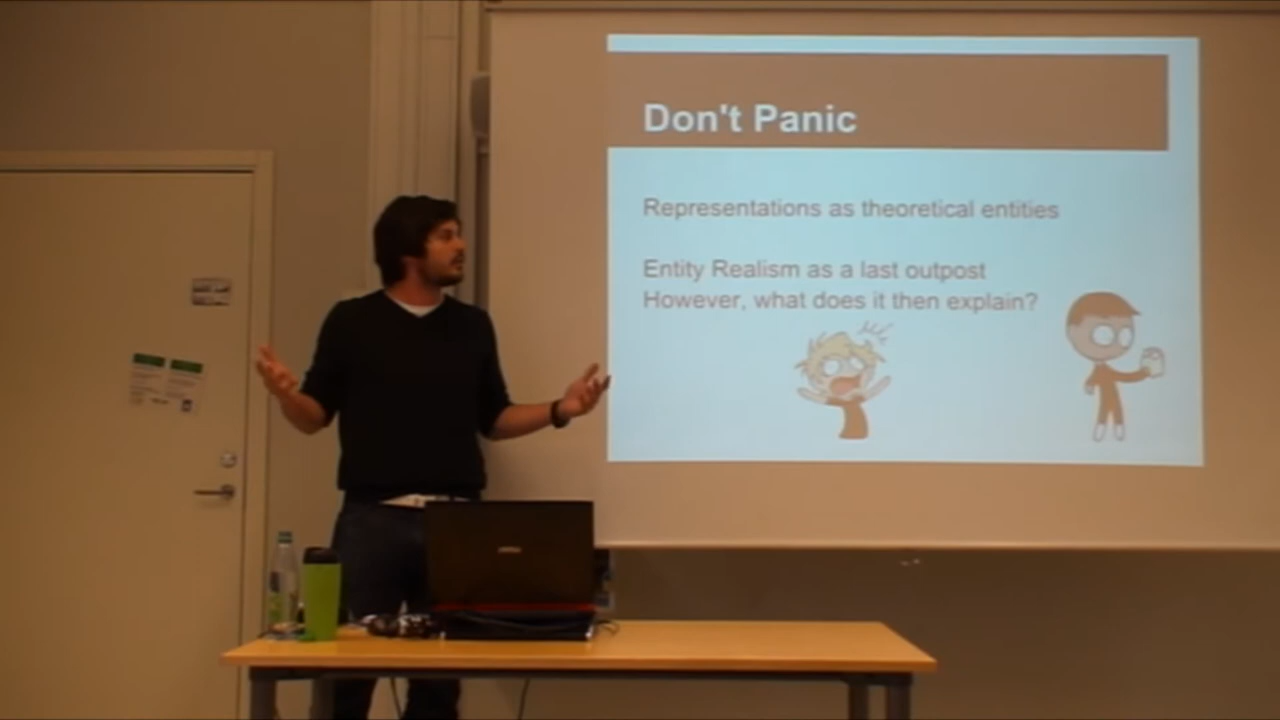 Don't Panic
Representations as theoretical entities
Entity Realism as a last outpost
However, what does it then explain?